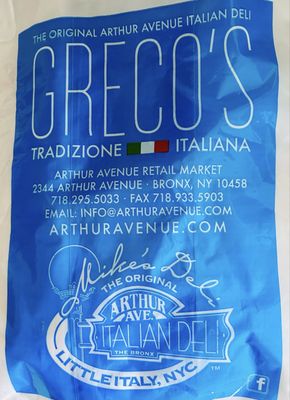 THE ORIGINAL ARTHUR AVENUE ITALIAN DELI
GRECO'S
TRADIZIONE ITALIANA
ARTHUR AVENUE RETAIL MARKET
2344 ARTHUR AVENUE · BRONX, NY 10458
718.295.5033 · FAX 718.933.5903
EMAIL: INFO@ARTHURAVENUE.COM
ARTHURAVENUE.COM
Mike's Deli
THE ORIGINAL
ARTHUR
AVE
ITALIAN DELI
THE BRONX
LITTLE ITALY, NYC
TM
f